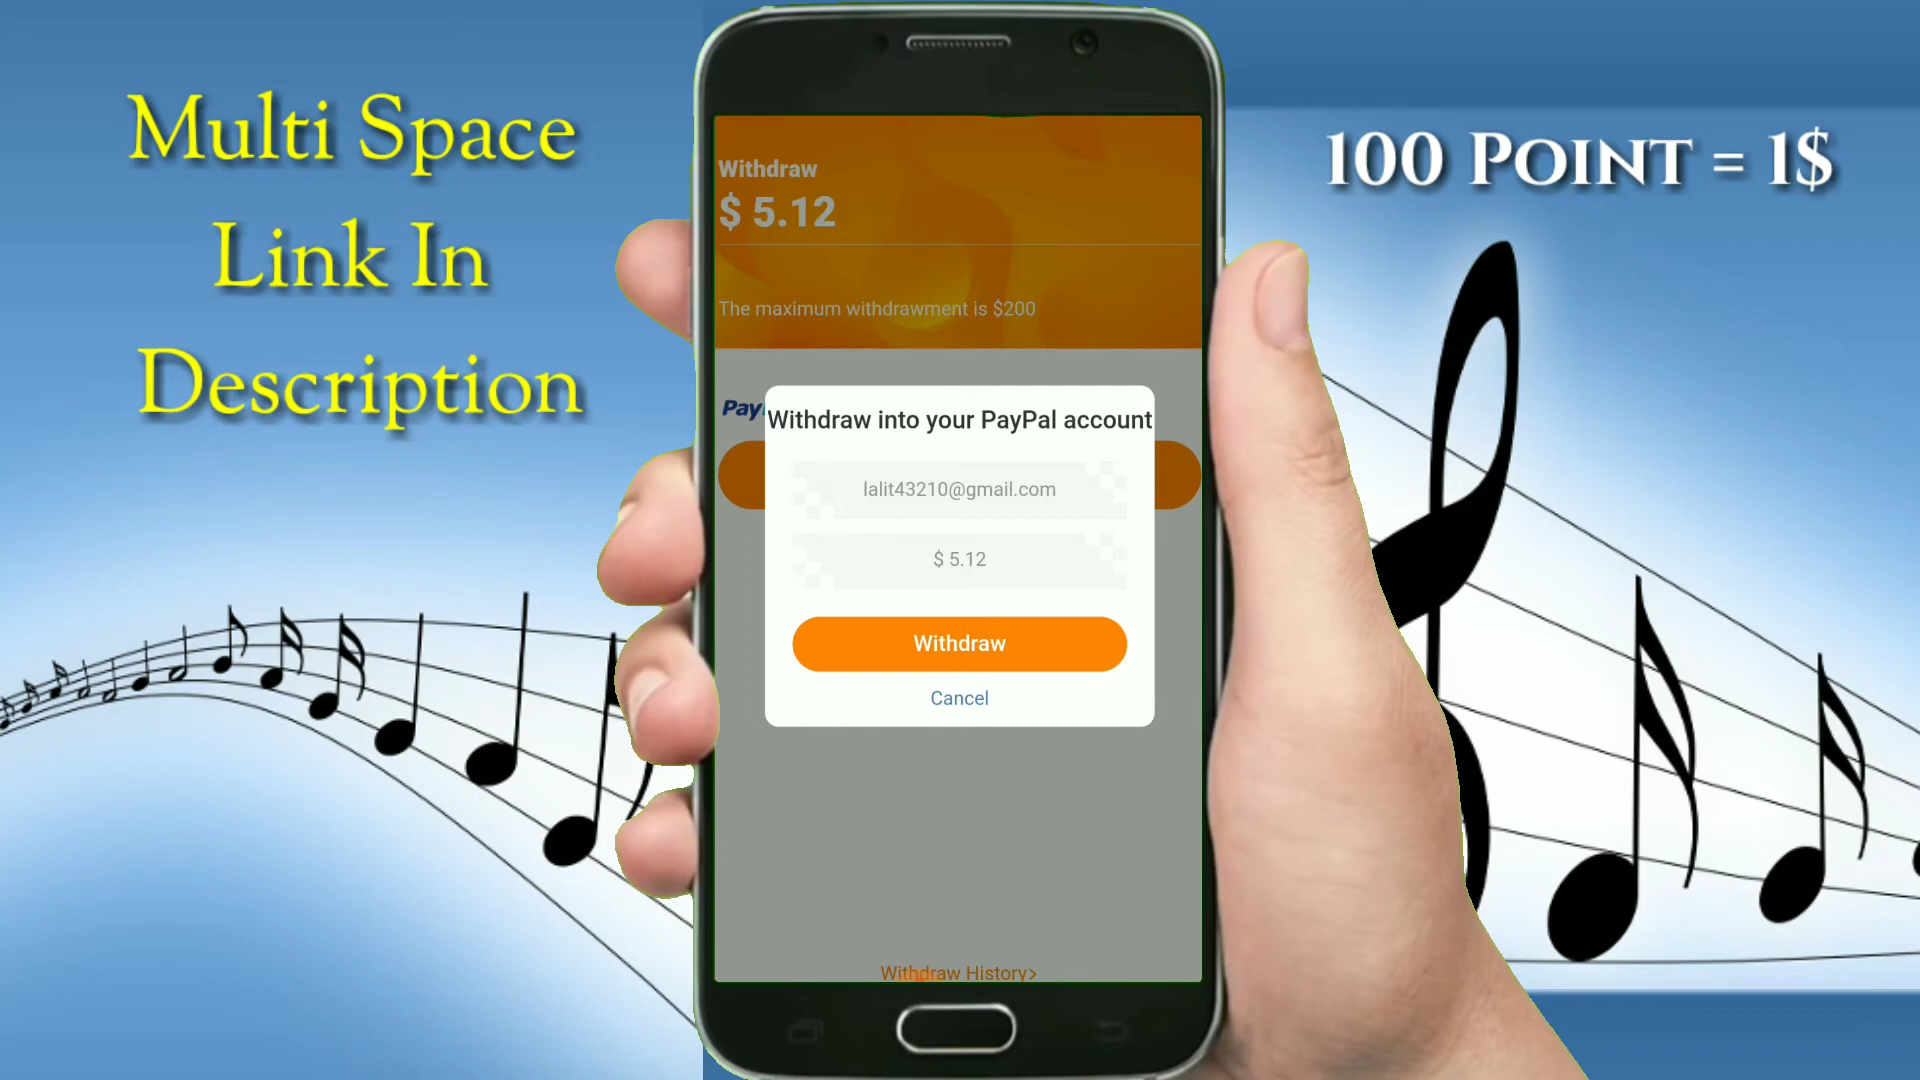 Multi Space
Link In
Description
100 Point = 1$
Withdraw
$ 5.12
The maximum withdrawment is $200
Pay
Withdraw into your PayPal account
lalit43210@gmail.com
$ 5.12
Withdraw
Cancel
Withdraw History>